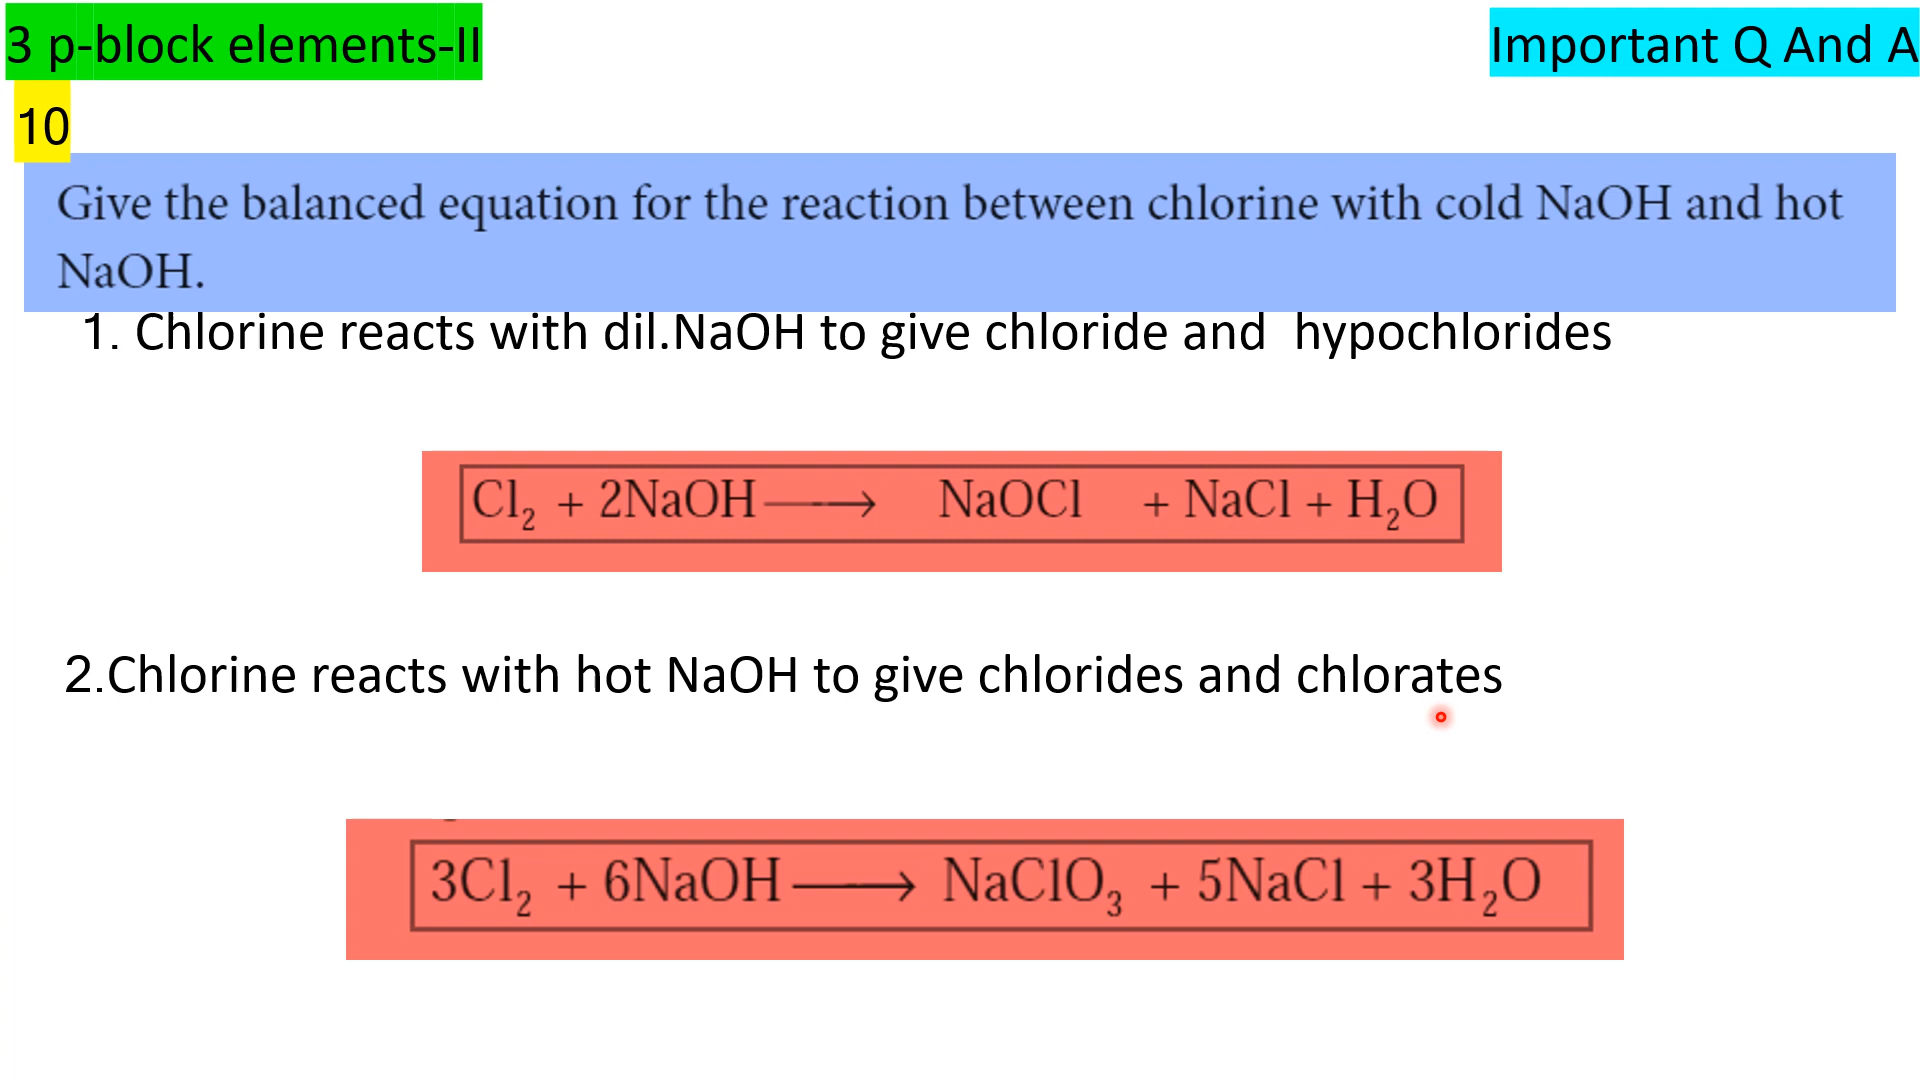 3 p-block elements-II
Important Q And A
10
Give the balanced equation for the reaction between chlorine with cold NaOH and hot
NaOH.
1. Chlorine reacts with dil.NaOH to give chloride and  hypochlorides
Cl₂ + 2NaOH ⟶ NaOCl + NaCl + H₂O
2.Chlorine reacts with hot NaOH to give chlorides and chlorates
3Cl₂ + 6NaOH ⟶ NaClO₃ + 5NaCl + 3H₂O